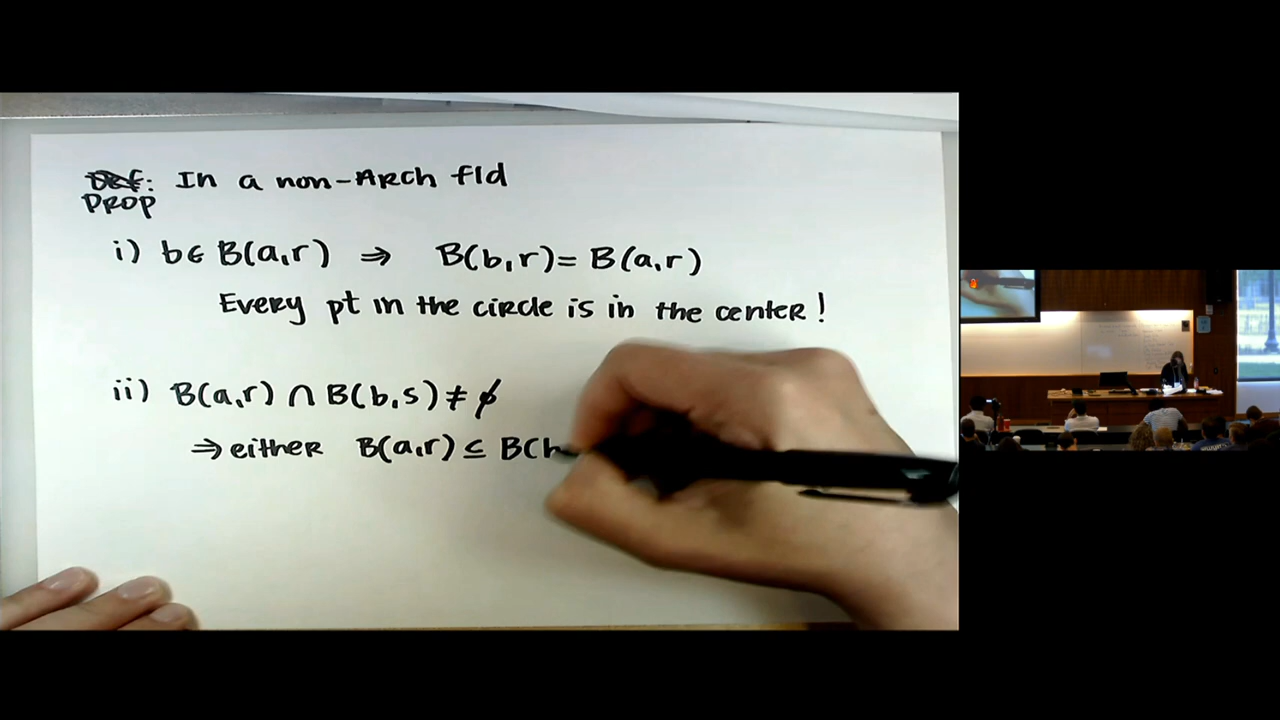 Def: In a non-Arch fld
PROP
i) b∈ B(a,r) ⇒ B(b,r) = B(a,r)
Every pt in the circle is in the center!
ii) B(a,r) ∩ B(b,s) ≠ ∅
⇒ either B(a,r) ⊆ B(b